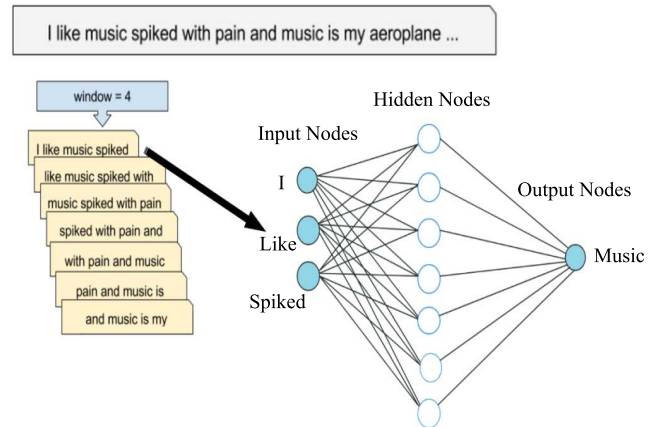 I like music spiked with pain and music is my aeroplane ...
window = 4
I like music spiked
like music spiked with
music spiked with pain
spiked with pain and
with pain and music
pain and music is
and music is my
Hidden Nodes
Input Nodes
I
Like
Spiked
Output Nodes
Music